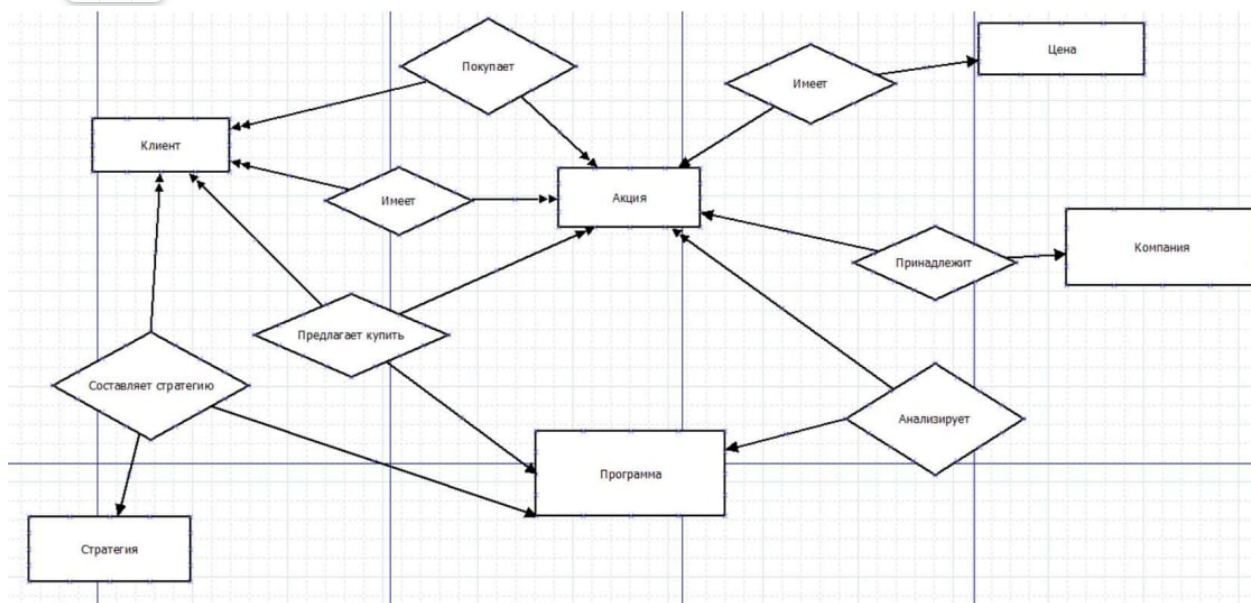 Покупает
Имеет
Цена
Клиент
Имеет
Акция
Принадлежит
Компания
Предлагает купить
Составляет стратегию
Анализирует
Программа
Стратегия